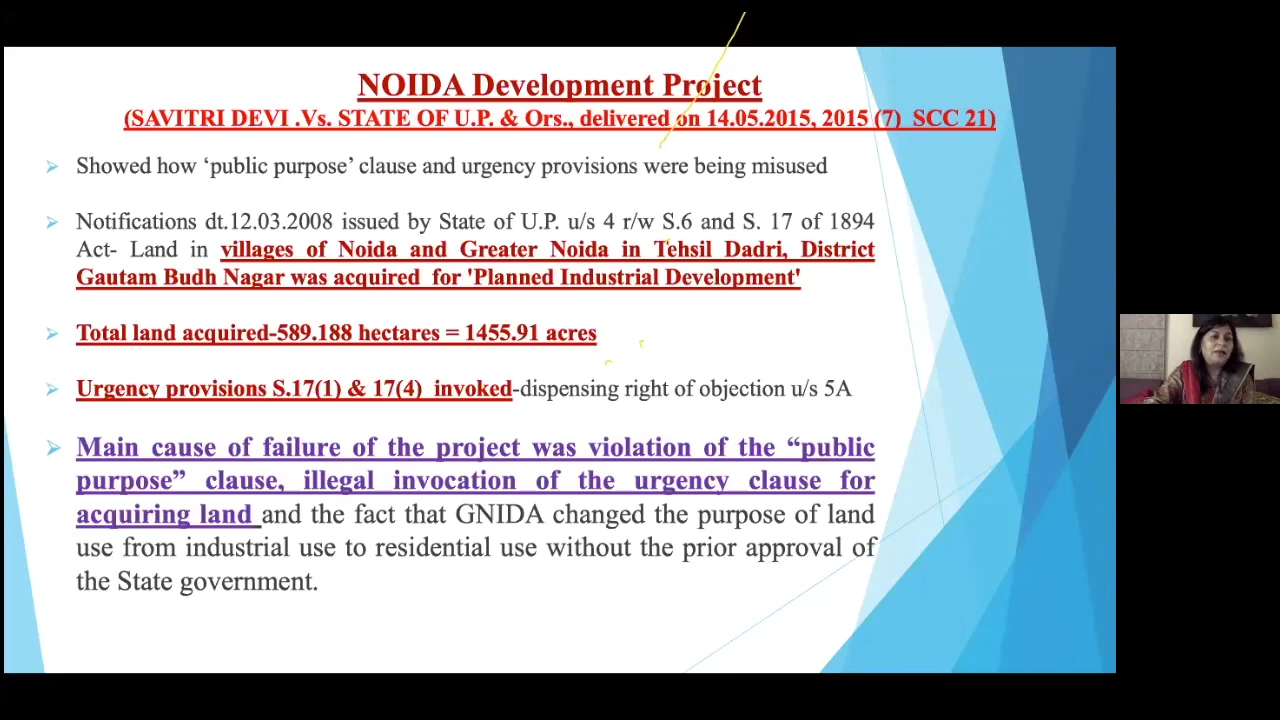 NOIDA Development Project
(SAVITRI DEVI .Vs. STATE OF U.P. & Ors., delivered on 14.05.2015, 2015 (7) SCC 21)
Showed how ‘public purpose’ clause and urgency provisions were being misused
Notifications dt.12.03.2008 issued by State of U.P. u/s 4 r/w S.6 and S. 17 of 1894
Act- Land in villages of Noida and Greater Noida in Tehsil Dadri, District
Gautam Budh Nagar was acquired for 'Planned Industrial Development'
Total land acquired-589.188 hectares = 1455.91 acres
Urgency provisions S.17(1) & 17(4) invoked-dispensing right of objection u/s 5A
Main cause of failure of the project was violation of the “public
purpose” clause, illegal invocation of the urgency clause for
acquiring land and the fact that GNIDA changed the purpose of land
use from industrial use to residential use without the prior approval of
the State government.